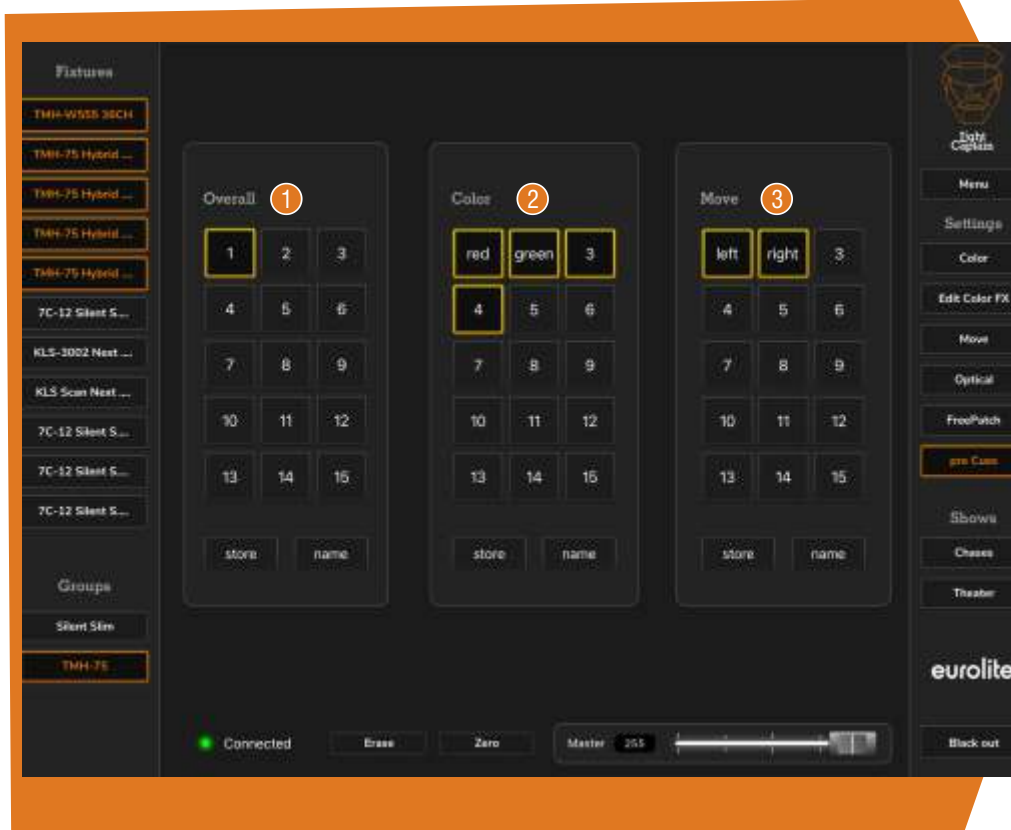 Fixtures
TMH-W555 36CH
TMH-75 Hybrid ...
TMH-75 Hybrid ...
TMH-75 Hybrid ...
TMH-75 Hybrid ...
7C-12 Silent S...
KLS-3002 Next ...
KLS Scan Next ...
7C-12 Silent S...
7C-12 Silent S...
7C-12 Silent S...
Groups
Silent Slim
TMH-75
Overall 1
1 2 3
4 5 6
7 8 9
10 11 12
13 14 15
store name
Color 2
red green 3
4 5 6
7 8 9
10 11 12
13 14 15
store name
Move 3
left right 3
4 5 6
7 8 9
10 11 12
13 14 15
store name
Connected Erase Zero Master 255
Light
Captain
Menu
Settings
Color
Edit Color FX
Move
Optical
FreePatch
pre Cues
Shows
Chases
Theater
eurolite
Black out